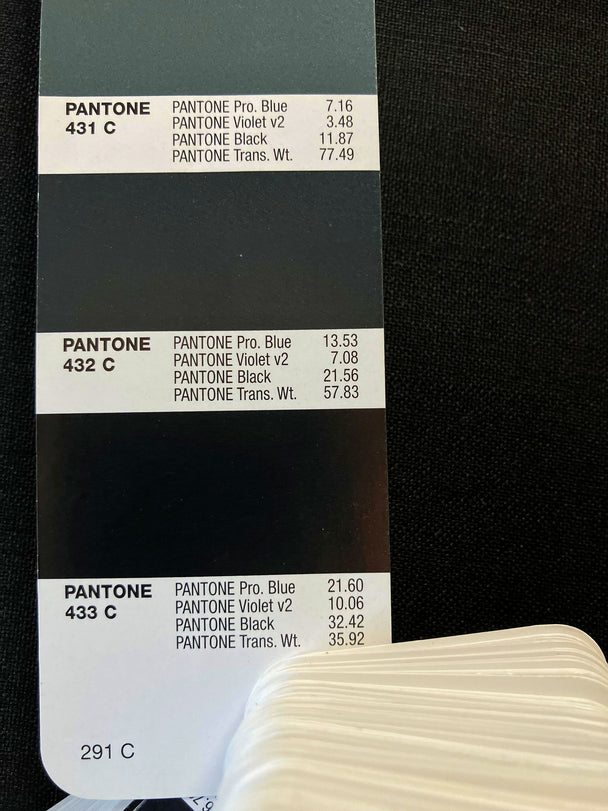 PANTONE 431 C
PANTONE Pro. Blue 7.16
PANTONE Violet v2 3.48
PANTONE Black 11.87
PANTONE Trans. Wt. 77.49
PANTONE 432 C
PANTONE Pro. Blue 13.53
PANTONE Violet v2 7.08
PANTONE Black 21.56
PANTONE Trans. Wt. 57.83
PANTONE 433 C
PANTONE Pro. Blue 21.60
PANTONE Violet v2 10.06
PANTONE Black 32.42
PANTONE Trans. Wt. 35.92
291 C